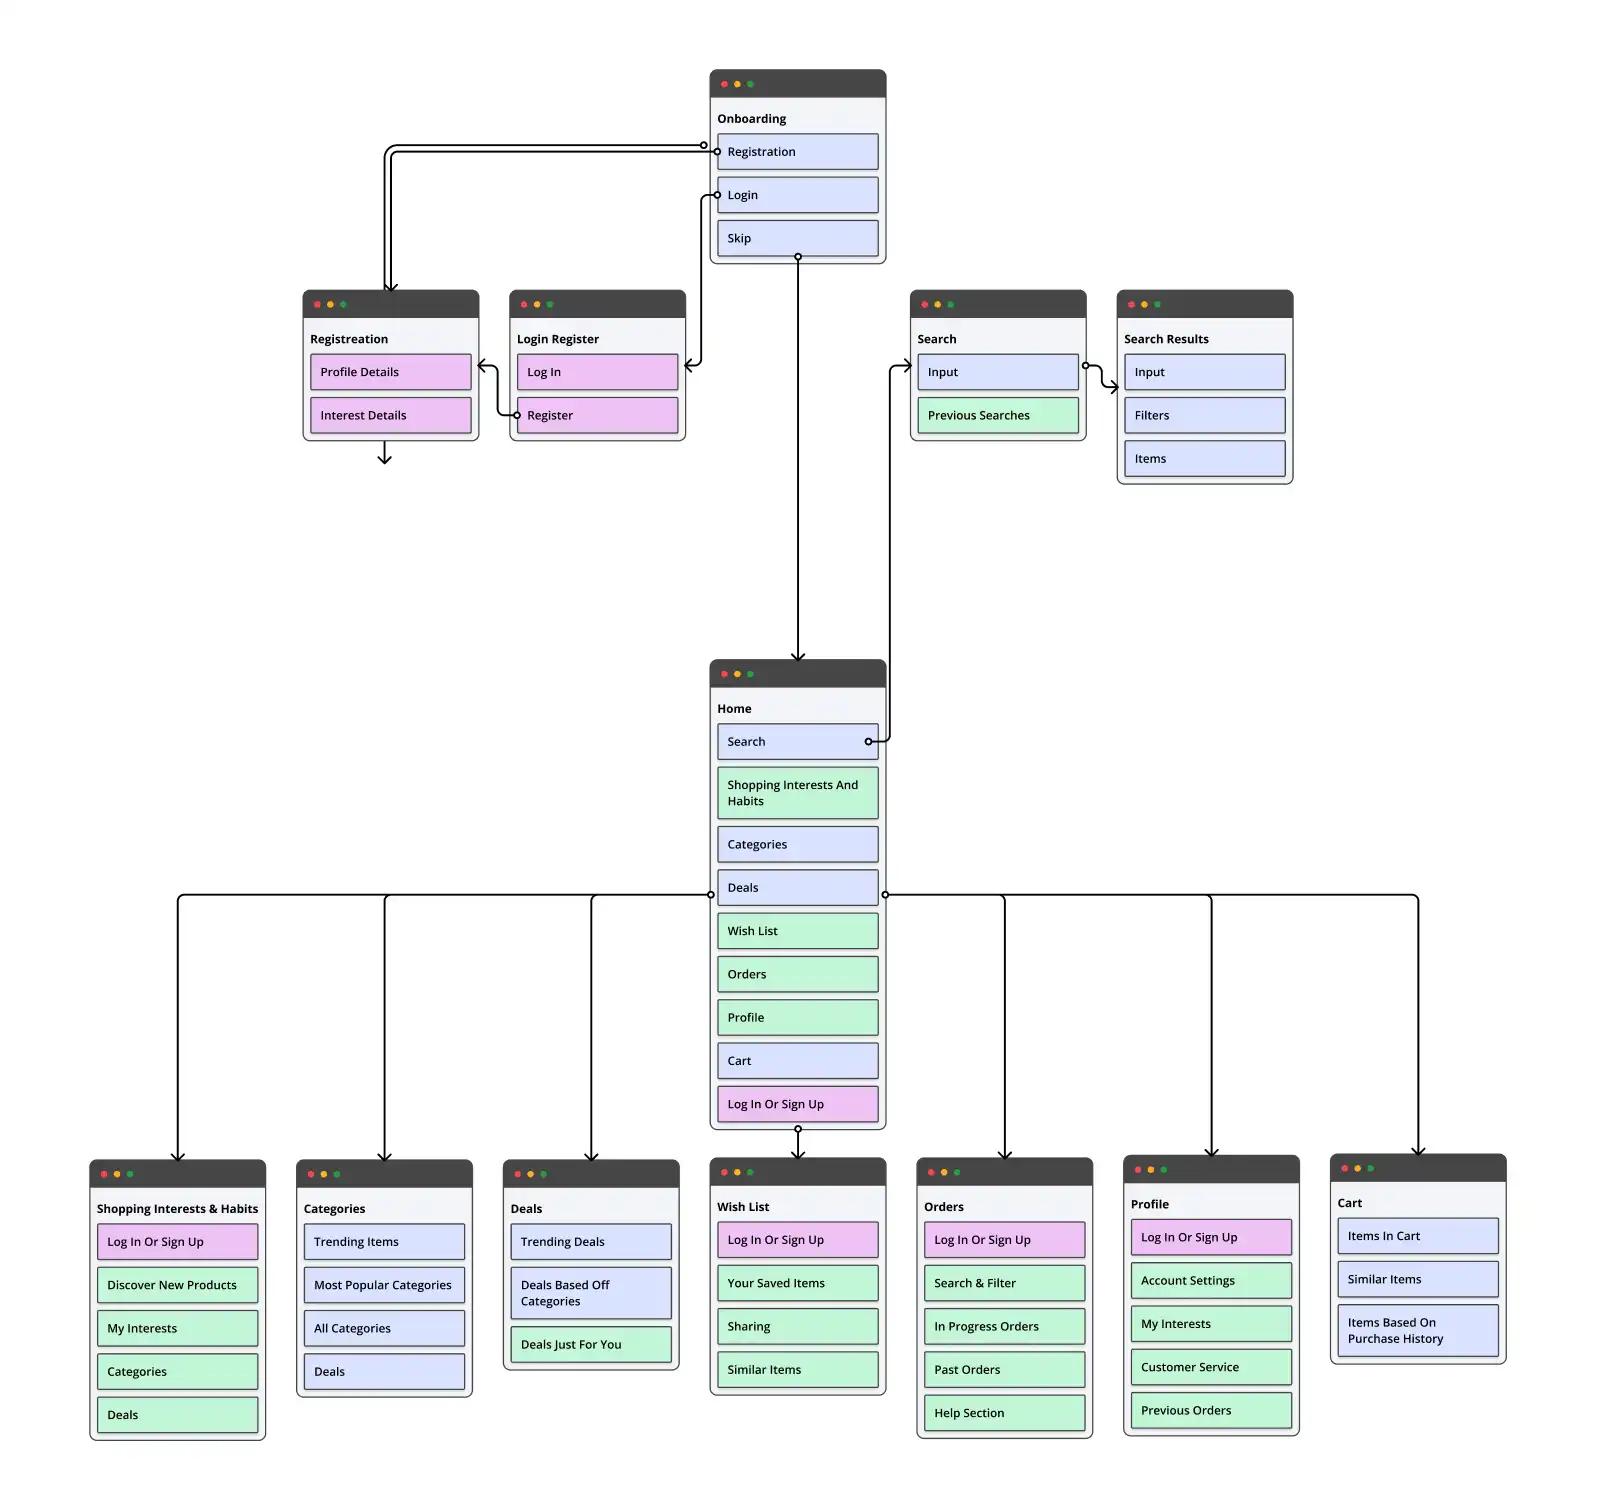 Onboarding
Registration
Login
Skip
Registreation
Profile Details
Interest Details
Login Register
Log In
Register
Search
Input
Previous Searches
Search Results
Input
Filters
Items
Home
Search
Shopping Interests And
Habits
Categories
Deals
Wish List
Orders
Profile
Cart
Log In Or Sign Up
Shopping Interests & Habits
Log In Or Sign Up
Discover New Products
My Interests
Categories
Deals
Categories
Trending Items
Most Popular Categories
All Categories
Deals
Deals
Trending Deals
Deals Based Off
Categories
Deals Just For You
Wish List
Log In Or Sign Up
Your Saved Items
Sharing
Similar Items
Orders
Log In Or Sign Up
Search & Filter
In Progress Orders
Past Orders
Help Section
Profile
Log In Or Sign Up
Account Settings
My Interests
Customer Service
Previous Orders
Cart
Items In Cart
Similar Items
Items Based On
Purchase History